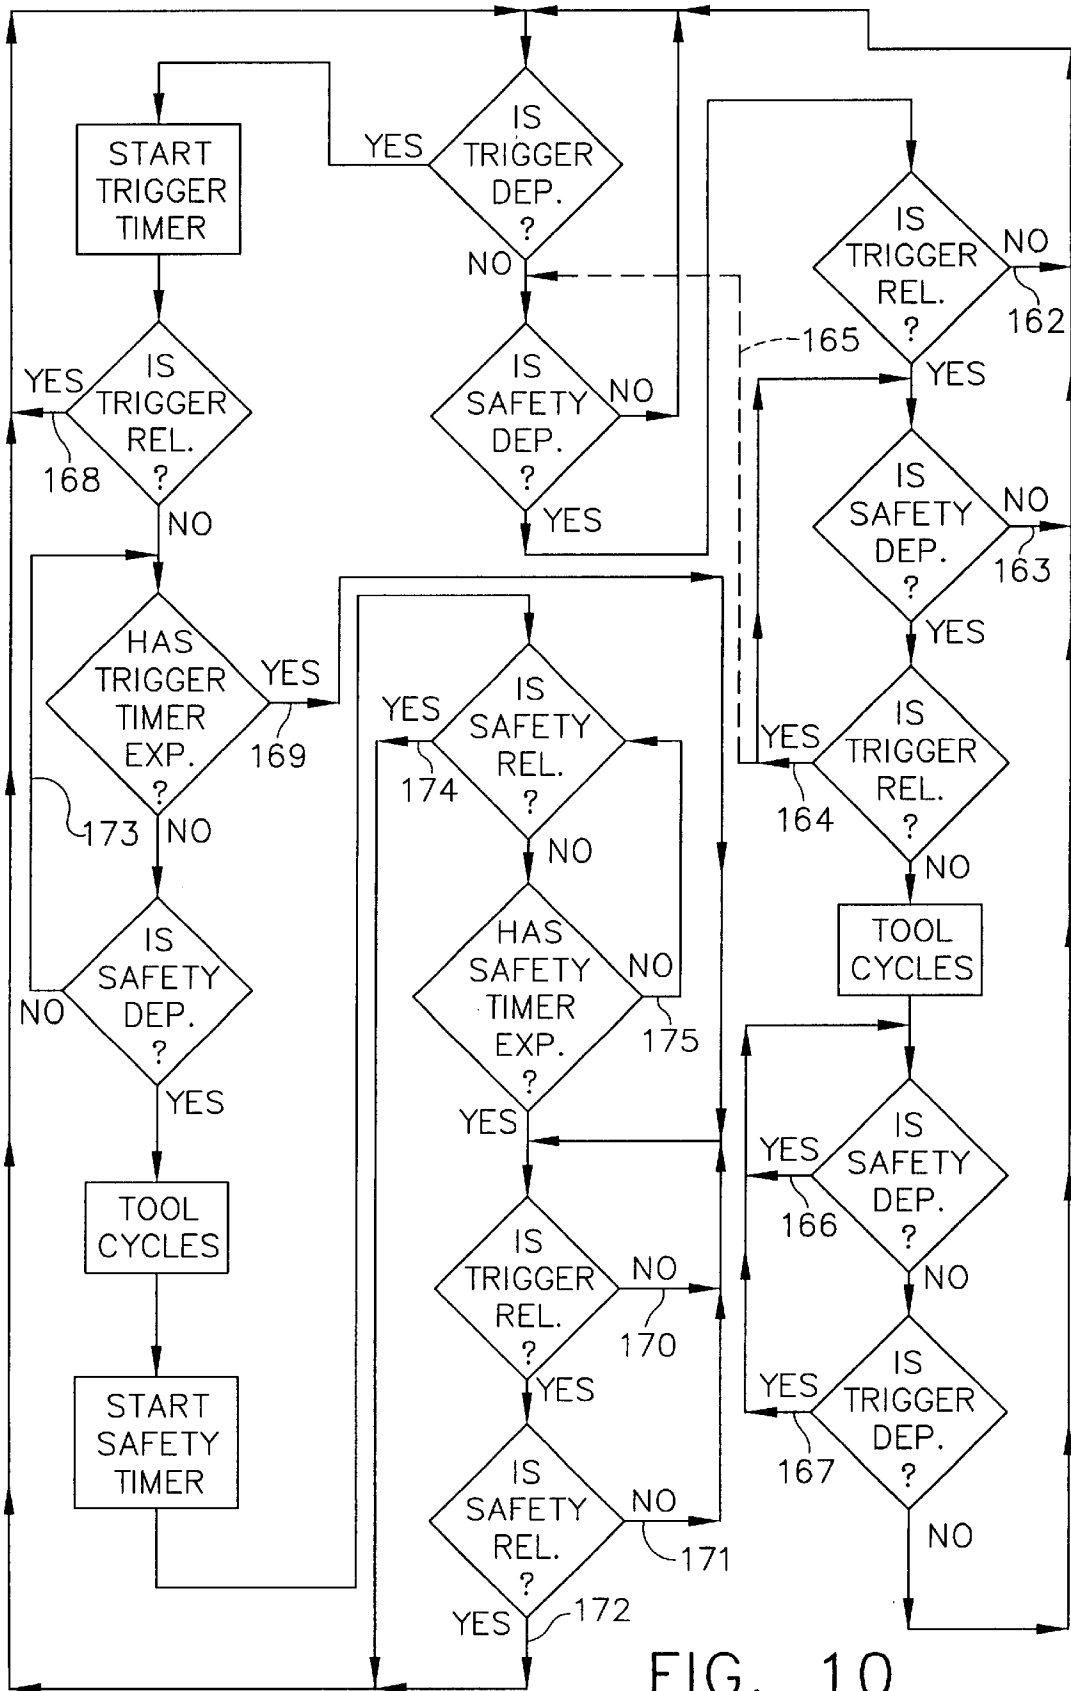 IS
TRIGGER
DEP.
?
YES
NO
START
TRIGGER
TIMER
IS
TRIGGER
REL.
?
YES
168
NO
HAS
TRIGGER
TIMER
EXP.
?
YES
169
173
NO
IS
SAFETY
DEP.
?
NO
YES
TOOL
CYCLES
START
SAFETY
TIMER
IS
SAFETY
DEP.
?
NO
YES
IS
SAFETY
REL.
?
YES
174
NO
HAS
SAFETY
TIMER
EXP.
?
NO
175
YES
IS
TRIGGER
REL.
?
NO
170
YES
IS
SAFETY
REL.
?
NO
171
YES
172
IS
TRIGGER
REL.
?
NO
162
165
YES
IS
SAFETY
DEP.
?
NO
163
YES
IS
TRIGGER
REL.
?
YES
164
NO
TOOL
CYCLES
IS
SAFETY
DEP.
?
YES
166
NO
IS
TRIGGER
DEP.
?
YES
167
NO
FIG. 10